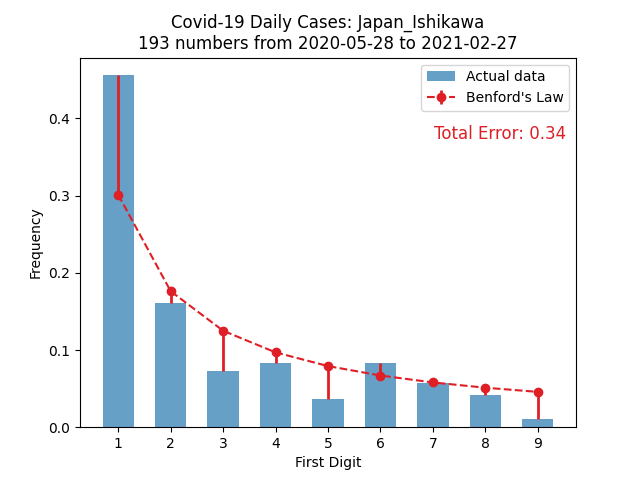 Covid-19 Daily Cases: Japan_Ishikawa
193 numbers from 2020-05-28 to 2021-02-27
Actual data
Benford's Law
Total Error: 0.34
Frequency
0.4
0.3
0.2
0.1
0.0
1 2 3 4 5 6 7 8 9
First Digit